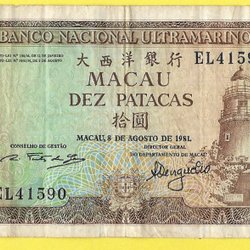 BANCO NACIONAL ULTRAMARINO
EL41590
大西洋銀行
MACAU
DEZ PATACAS
拾圓
MACAU, 8 DE AGOSTO DE 1981.
CONSELHO DE GESTÃO
DIRECTOR GERAL
DO DEPARTAMENTO DE MACAU
EL41590